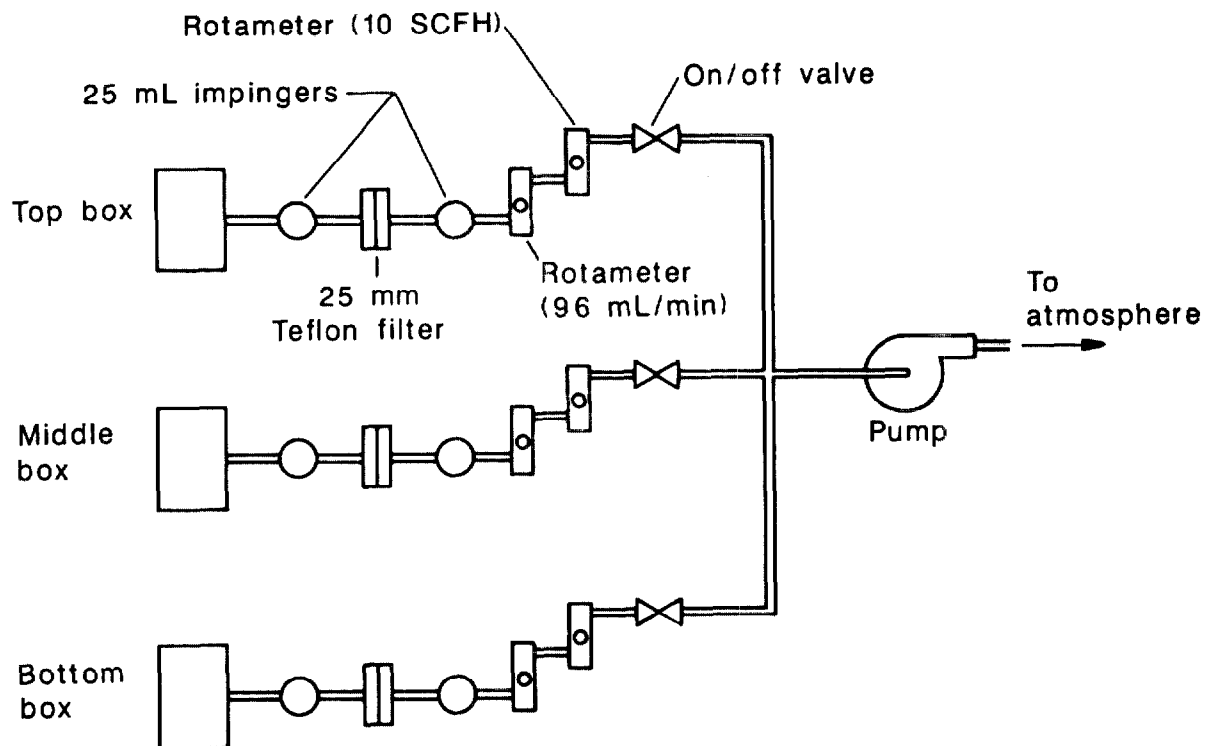 Rotameter (10 SCFH)
25 mL impingers
On/off valve
Top box
25 mm
Teflon filter
Rotameter
(96 mL/min)
To
atmosphere
Middle
box
Pump
Bottom
box